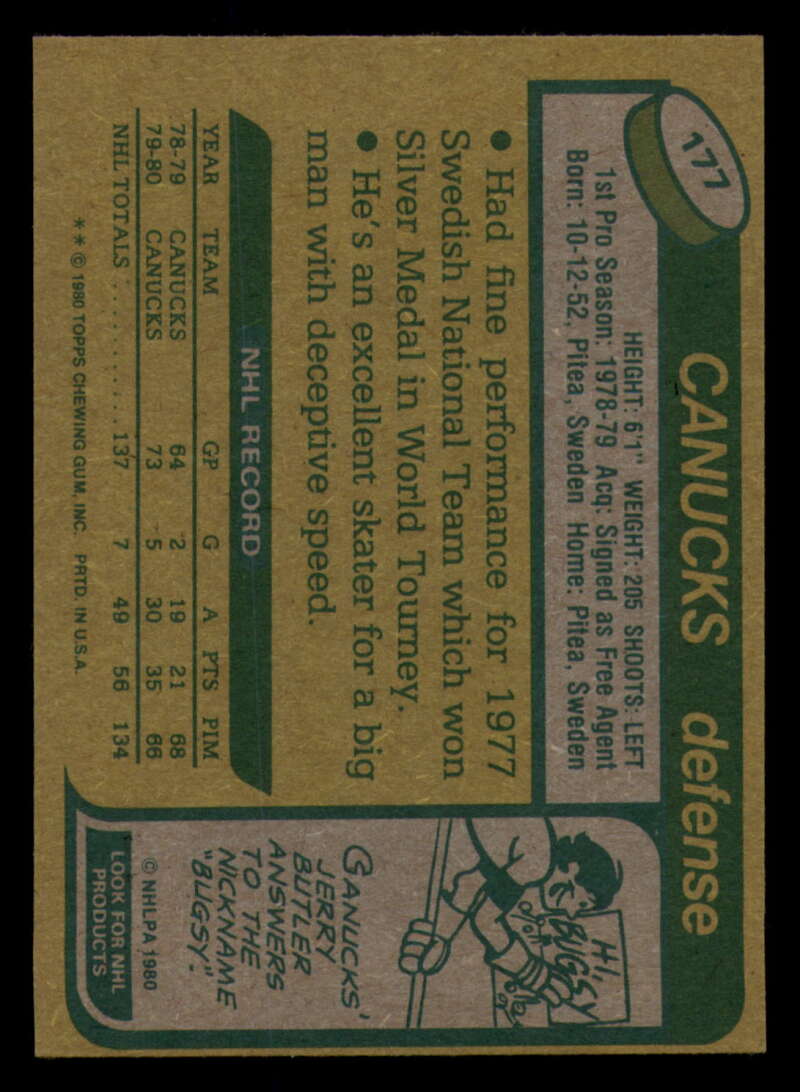 177
CANUCKS defense
HEIGHT: 6'1" WEIGHT: 205 SHOOTS: LEFT
1st Pro Season: 1978-79 Acq: Signed as Free Agent
Born: 10-12-52, Pitea, Sweden Home: Pitea, Sweden
• Had fine performance for 1977
Swedish National Team which won
Silver Medal in World Tourney.
• He's an excellent skater for a big
man with deceptive speed.
NHL RECORD
YEAR TEAM GP G A PTS PIM
78-79 CANUCKS 64 2 19 21 68
79-80 CANUCKS 73 5 30 35 66
NHL TOTALS .......... 137 7 49 56 134
** © 1980 TOPPS CHEWING GUM, INC. PRTD. IN U.S.A.
HI,
BUGSY
CANUCKS'
JERRY
BUTLER
ANSWERS
TO THE
NICKNAME
"BUGSY".
© NHLPA 1980
LOOK FOR NHL
PRODUCTS